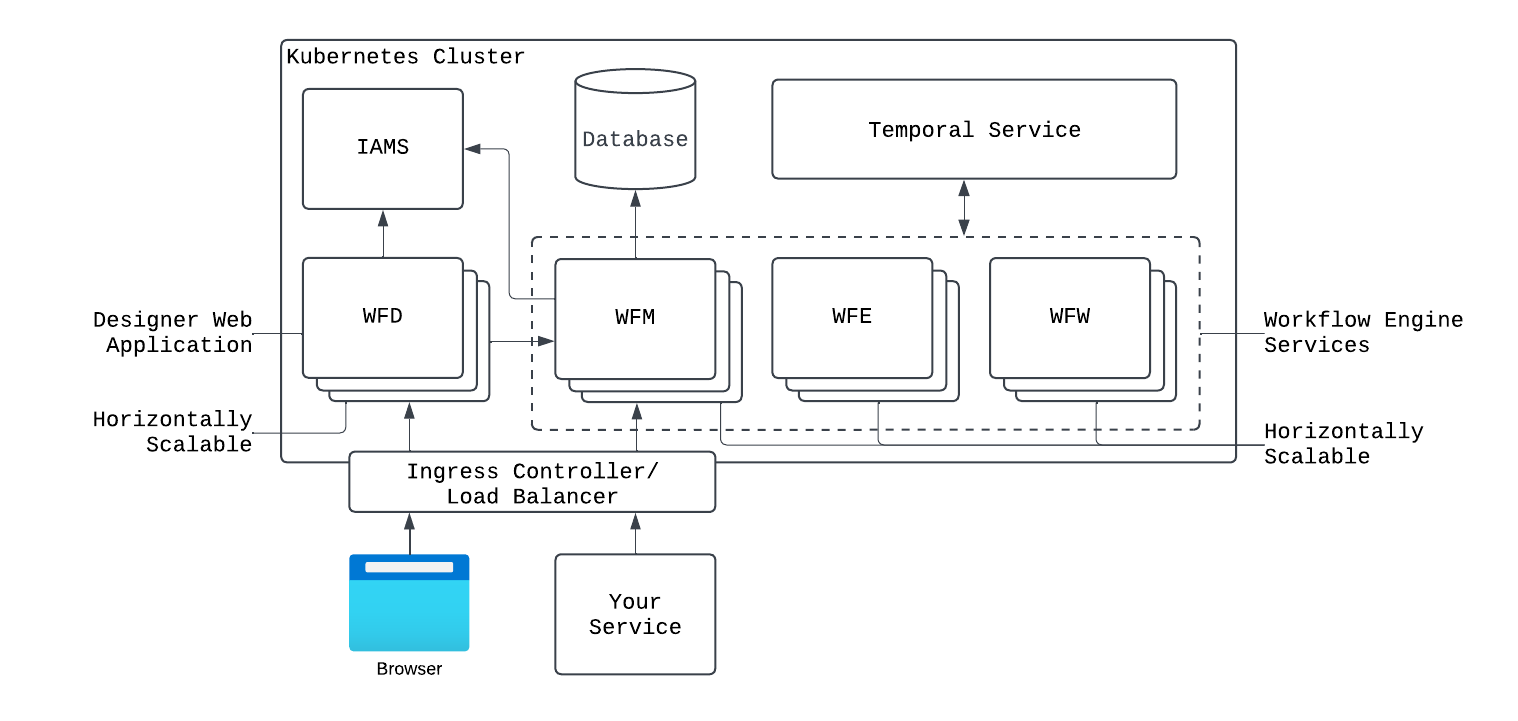 Kubernetes Cluster
IAMS
Database
Temporal Service
WFD
WFM
WFE
WFW
Designer Web
Application
Workflow Engine
Services
Horizontally
Scalable
Horizontally
Scalable
Ingress Controller/
Load Balancer
Browser
Your
Service